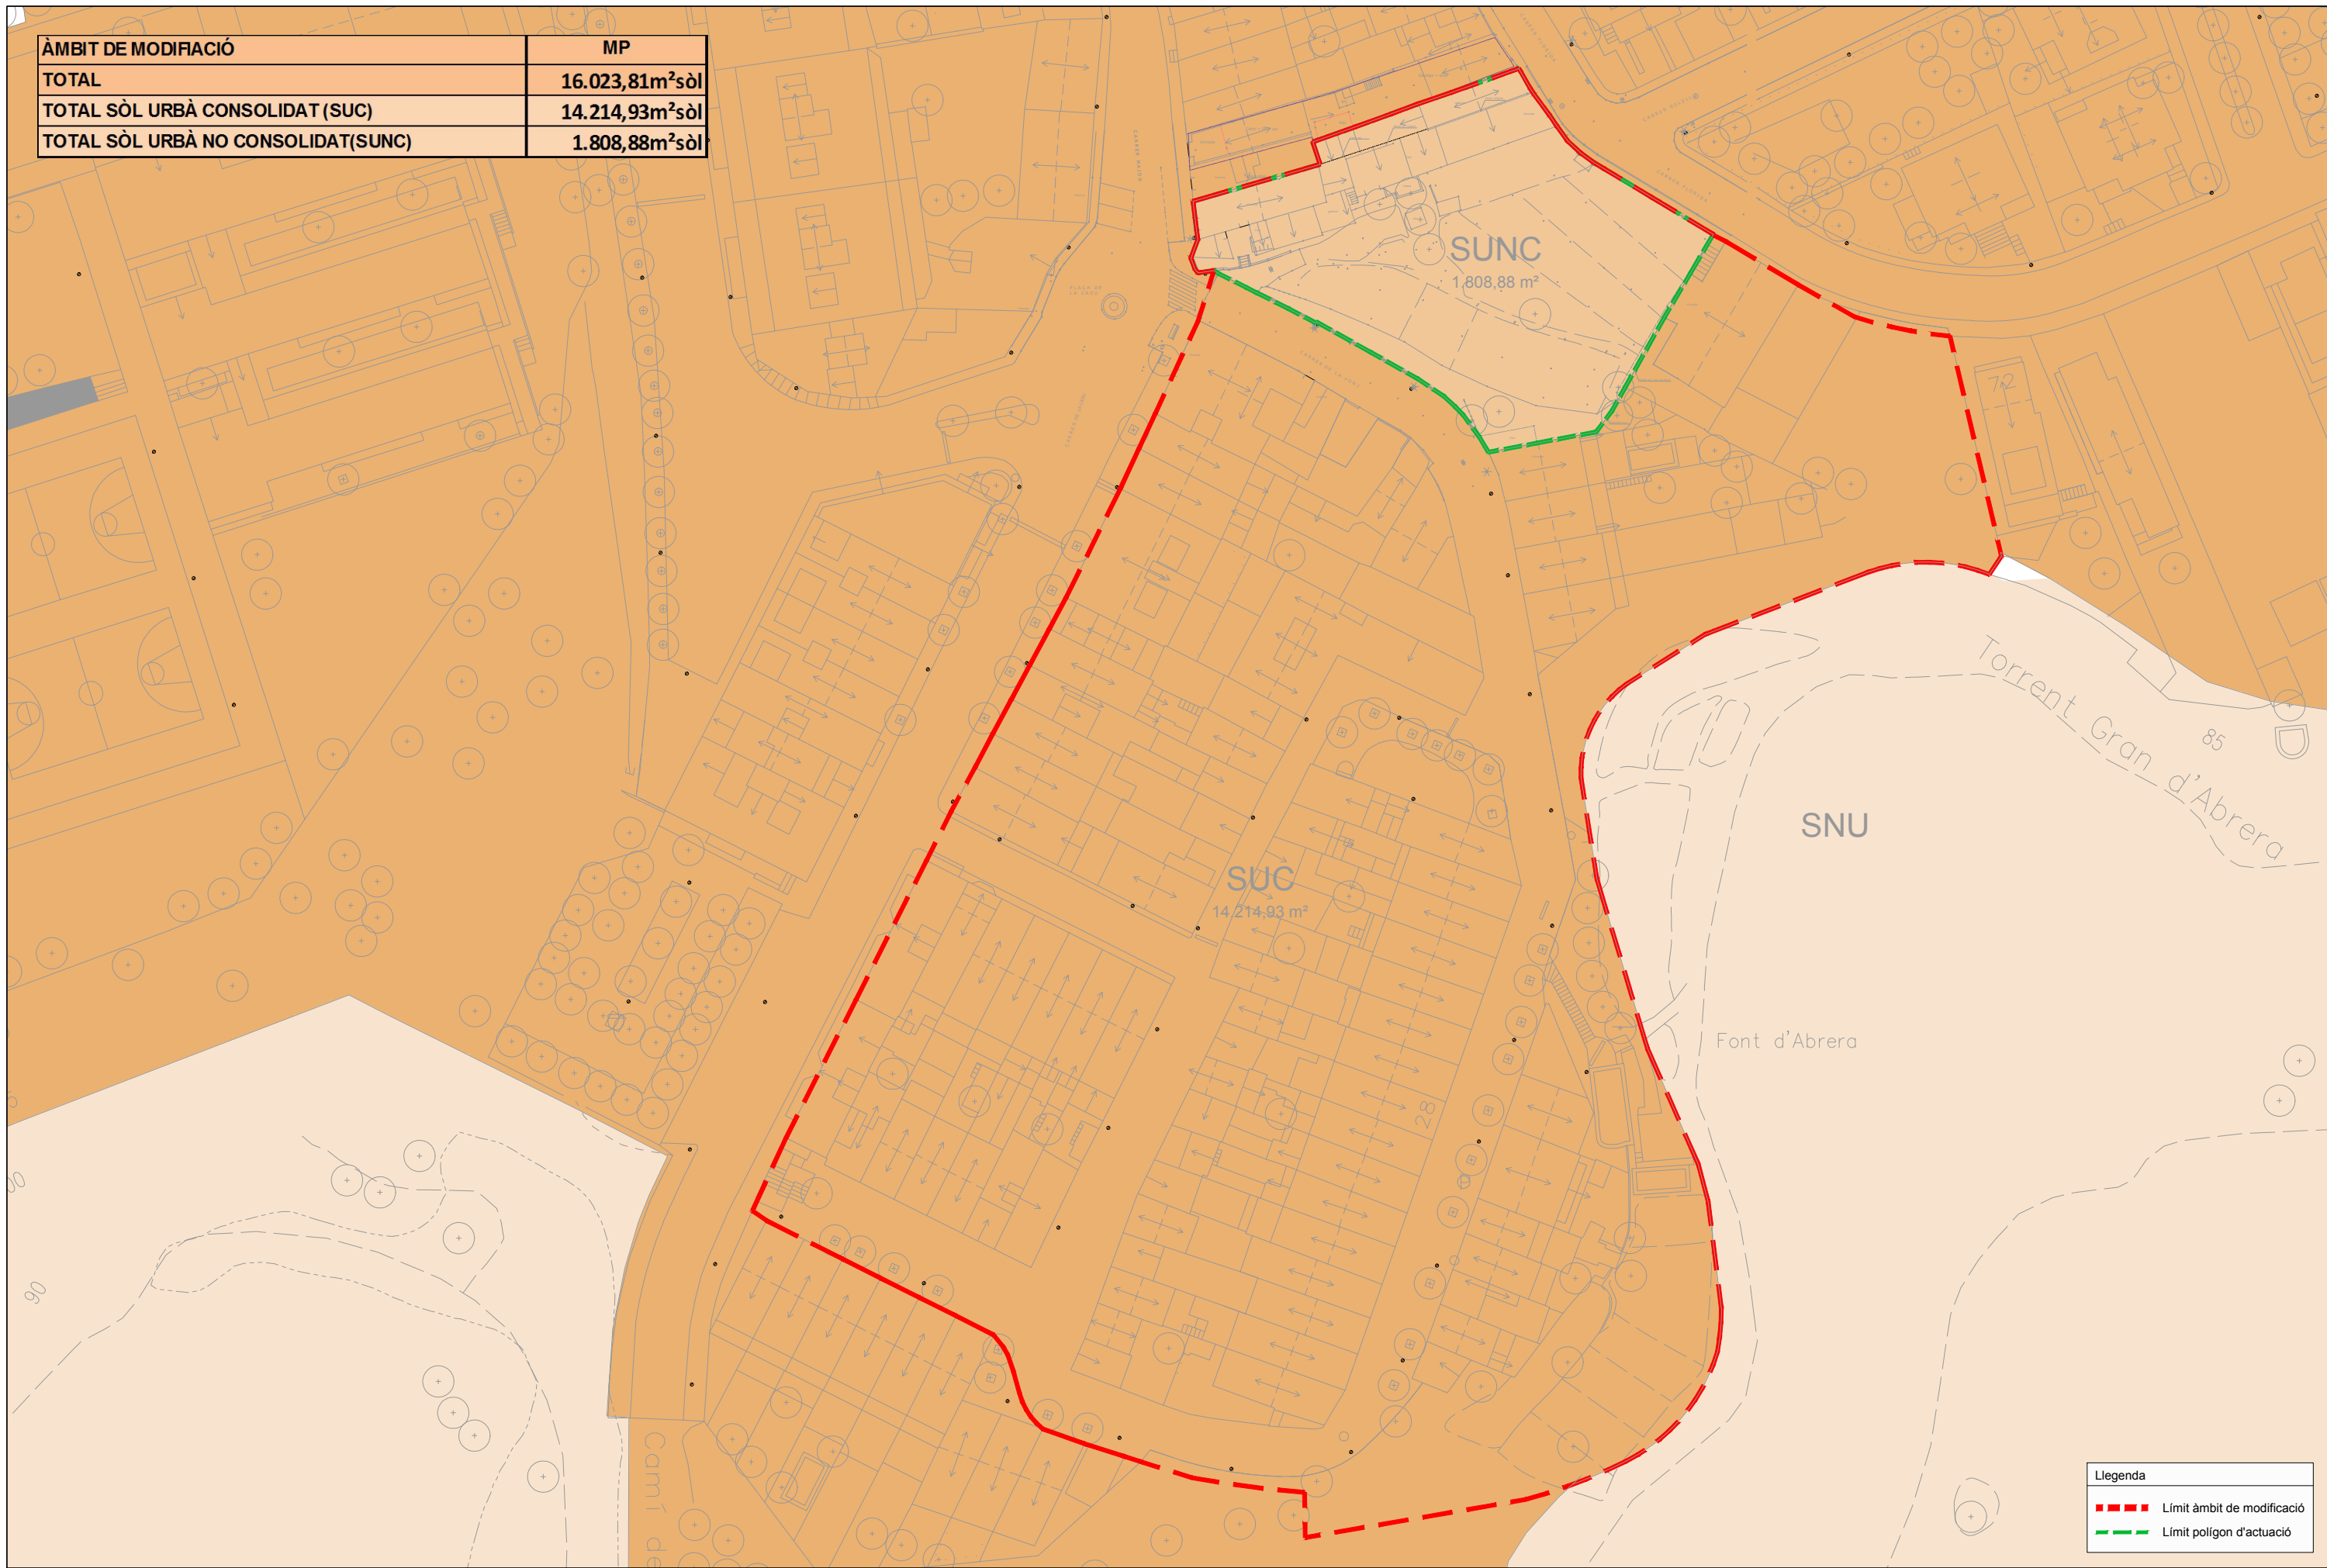 ÀMBIT DE MODIFIACIÓ MP
TOTAL 16.023,81m²sòl
TOTAL SÒL URBÀ CONSOLIDAT (SUC) 14.214,93m²sòl
TOTAL SÒL URBÀ NO CONSOLIDAT(SUNC) 1.808,88m²sòl
SUNC
1.808,88 m²
72
Torrent Gran d'Abrera
85
SNU
SUC
14.214,93 m²
Font d'Abrera
28
90
Camí de
Llegenda
Límit àmbit de modificació
Límit polígon d'actuació